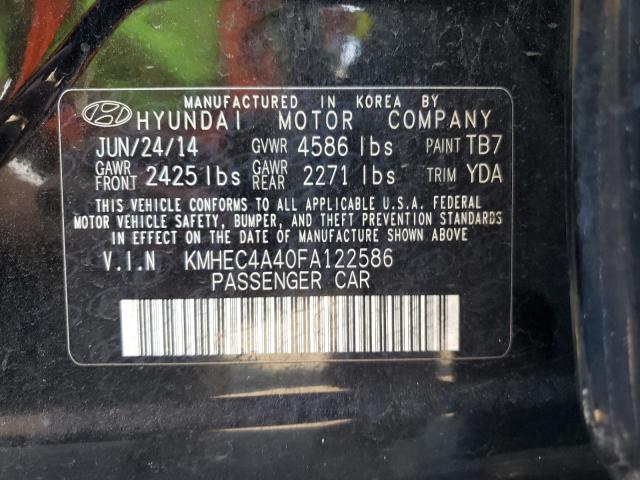 MANUFACTURED IN KOREA BY
HYUNDAI MOTOR COMPANY
JUN/24/14 GVWR 4586 lbs PAINT TB7
GAWR FRONT 2425 lbs GAWR REAR 2271 lbs TRIM YDA
THIS VEHICLE CONFORMS TO ALL APPLICABLE U.S.A. FEDERAL
MOTOR VEHICLE SAFETY, BUMPER, AND THEFT PREVENTION STANDARDS
IN EFFECT ON THE DATE OF MANUFACTURE SHOWN ABOVE
V.I.N KMHEC4A40FA122586
PASSENGER CAR